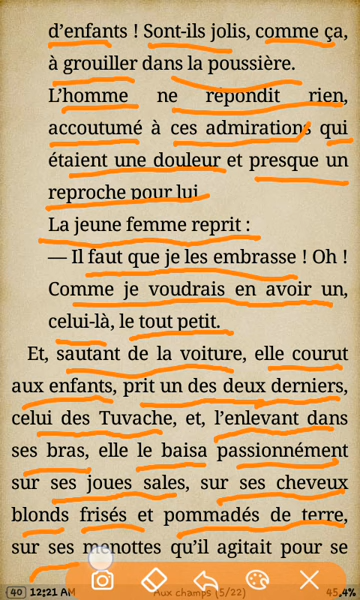 d'enfants ! Sont-ils jolis, comme ça,
à grouiller dans la poussière.
L'homme ne répondit rien,
accoutumé à ces admirations qui
étaient une douleur et presque un
reproche pour lui.
La jeune femme reprit :
— Il faut que je les embrasse ! Oh !
Comme je voudrais en avoir un,
celui-là, le tout petit.
Et, sautant de la voiture, elle courut
aux enfants, prit un des deux derniers,
celui des Tuvache, et, l'enlevant dans
ses bras, elle le baisa passionnément
sur ses joues sales, sur ses cheveux
blonds frisés et pommadés de terre,
sur ses menottes qu'il agitait pour se
40 12:21 AM Aux champs (5/22) 45.4%